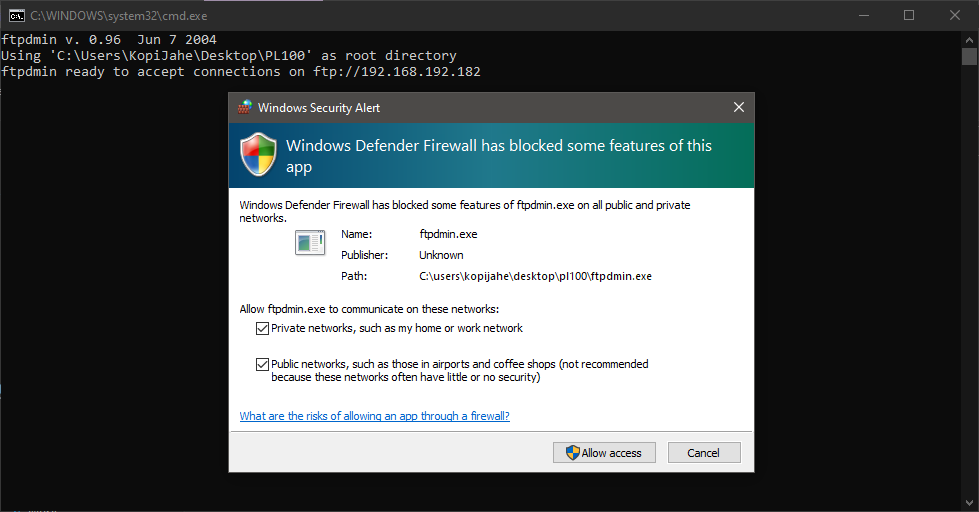 C:\WINDOWS\system32\cmd.exe
ftpdmin v. 0.96  Jun 7 2004
Using 'C:\Users\KopiJahe\Desktop\PL100' as root directory
ftpdmin ready to accept connections on ftp://192.168.192.182
Windows Security Alert
Windows Defender Firewall has blocked some features of this
app
Windows Defender Firewall has blocked some features of ftpdmin.exe on all public and private
networks.
Name: ftpdmin.exe
Publisher: Unknown
Path: C:\users\kopijahe\desktop\pl100\ftpdmin.exe
Allow ftpdmin.exe to communicate on these networks:
Private networks, such as my home or work network
Public networks, such as those in airports and coffee shops (not recommended
because these networks often have little or no security)
What are the risks of allowing an app through a firewall?
Allow access Cancel